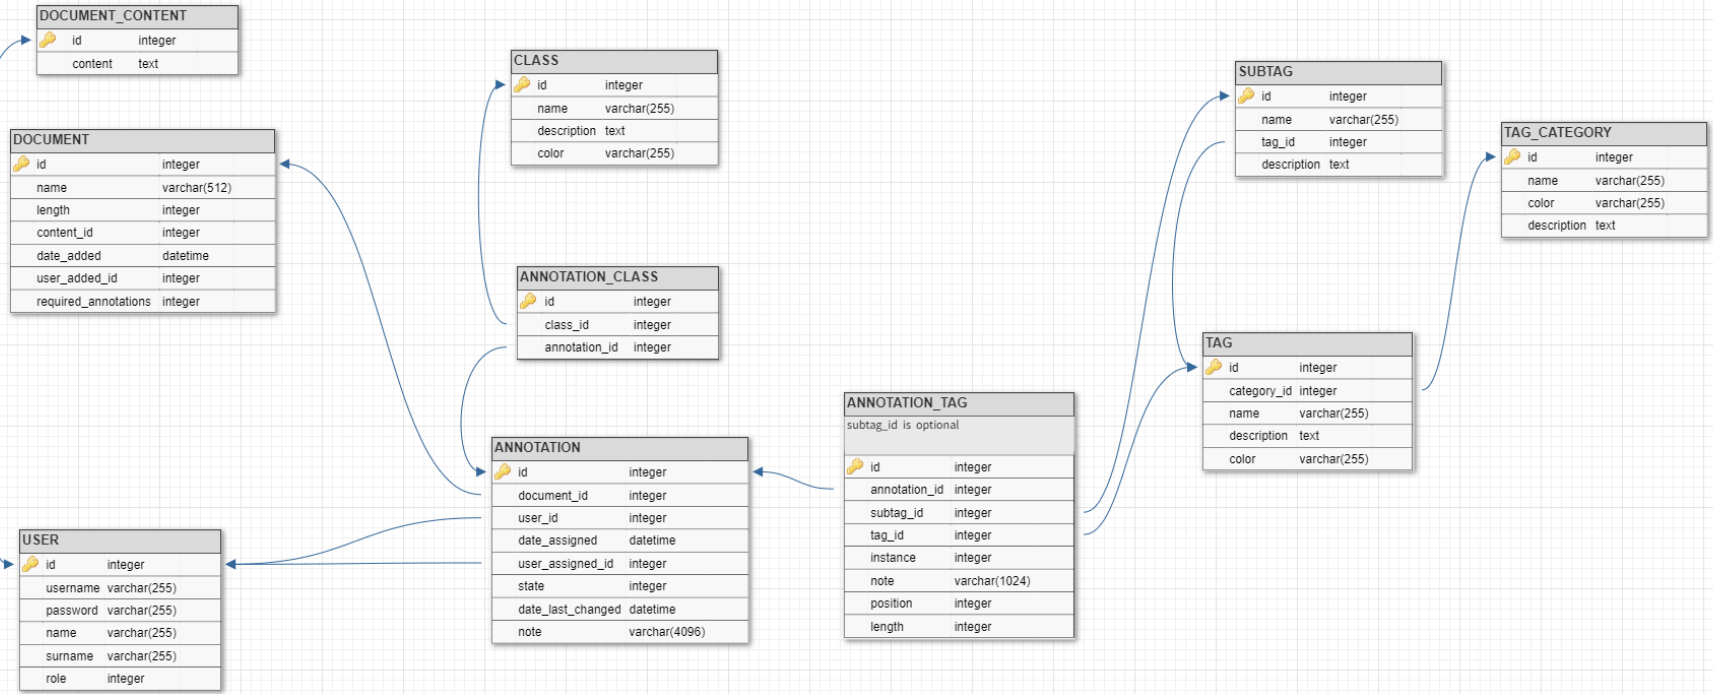 DOCUMENT_CONTENT
id integer
content text
DOCUMENT
id integer
name varchar(512)
length integer
content_id integer
date_added datetime
user_added_id integer
required_annotations integer
USER
id integer
username varchar(255)
password varchar(255)
name varchar(255)
surname varchar(255)
role integer
CLASS
id integer
name varchar(255)
description text
color varchar(255)
ANNOTATION_CLASS
id integer
class_id integer
annotation_id integer
ANNOTATION
id integer
document_id integer
user_id integer
date_assigned datetime
user_assigned_id integer
state integer
date_last_changed datetime
note varchar(4096)
ANNOTATION_TAG
subtag_id is optional
id integer
annotation_id integer
subtag_id integer
tag_id integer
instance integer
note varchar(1024)
position integer
length integer
SUBTAG
id integer
name varchar(255)
tag_id integer
description text
TAG
id integer
category_id integer
name varchar(255)
description text
color varchar(255)
TAG_CATEGORY
id integer
name varchar(255)
color varchar(255)
description text